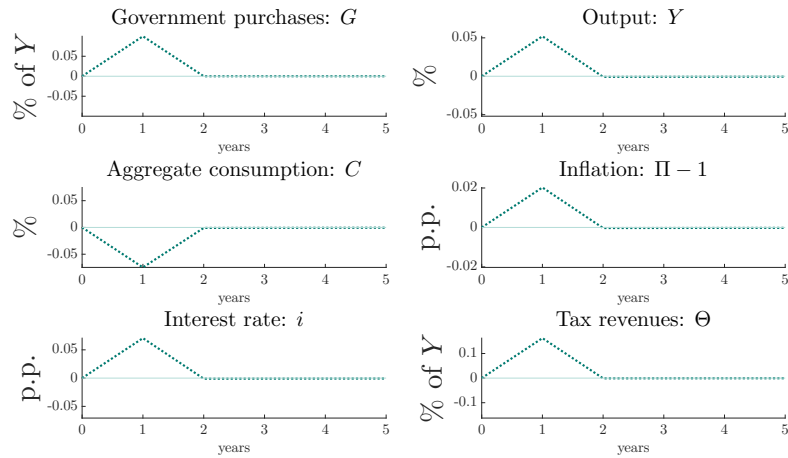 Government purchases: G
% of Y
0.05
0
-0.05
0 1 2 3 4 5
years
Output: Y
%
0.05
0
-0.05
0 1 2 3 4 5
years
Aggregate consumption: C
%
0.05
0
-0.05
0 1 2 3 4 5
years
Inflation: Π − 1
p.p.
0.02
0
-0.02
0 1 2 3 4 5
years
Interest rate: i
p.p.
0.05
0
-0.05
0 1 2 3 4 5
years
Tax revenues: Θ
% of Y
0.1
0
-0.1
0 1 2 3 4 5
years